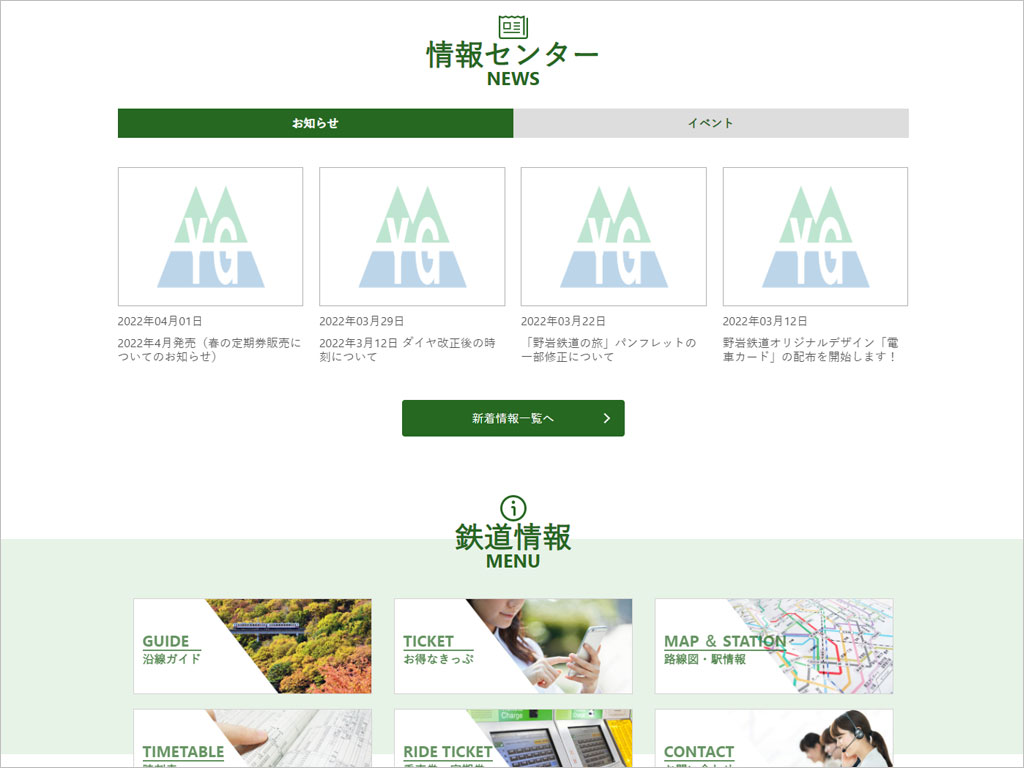 情報センター
NEWS
お知らせ
イベント
YG
YG
YG
YG
2022年04月01日
2022年4月発売（春の定期券販売に
ついてのお知らせ）
2022年03月29日
2022年3月12日 ダイヤ改正後の時
刻について
2022年03月22日
「野岩鉄道の旅」パンフレットの
一部修正について
2022年03月12日
野岩鉄道オリジナルデザイン「電
車カード」の配布を開始します！
新着情報一覧へ
鉄道情報
MENU
GUIDE
沿線ガイド
TICKET
お得なきっぷ
MAP ＆ STATION
路線図・駅情報
TIMETABLE
RIDE TICKET
Charge
CONTACT